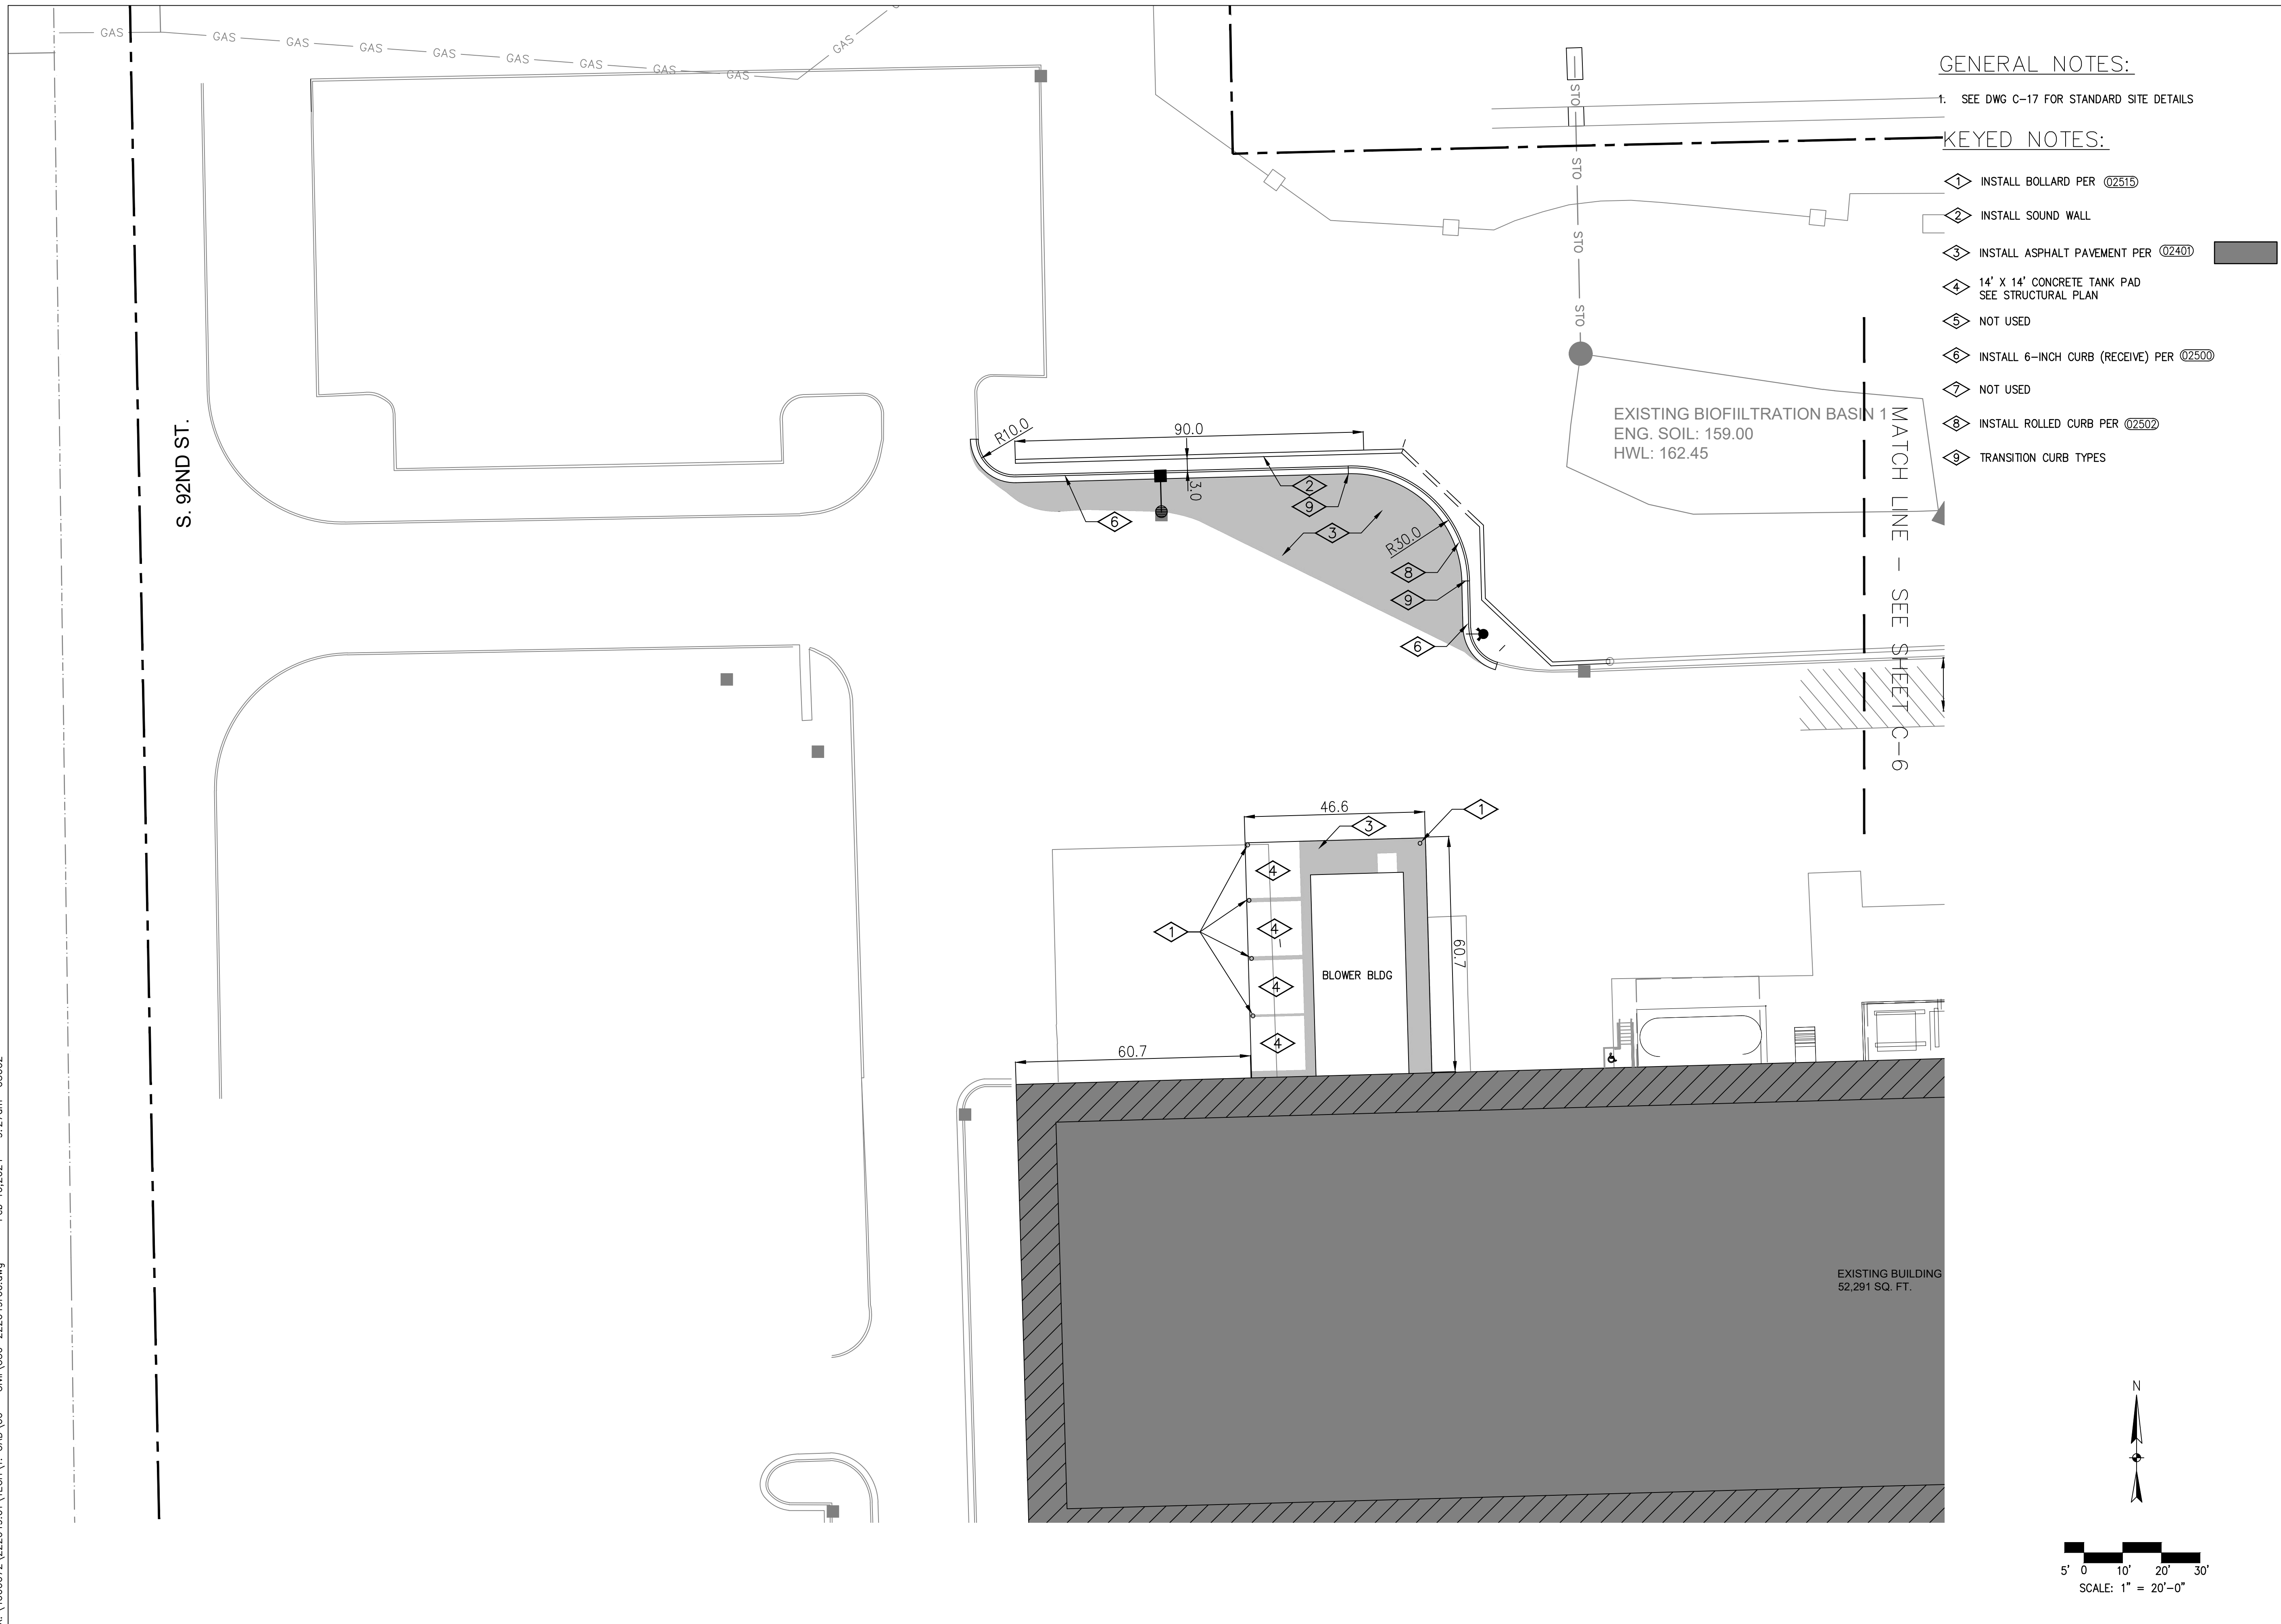 GAS
GAS
GAS
GAS
GAS
GAS
GAS
GAS
GAS
GAS
S. 92ND ST.
STO
STO
STO
STO
EXISTING BIOFIILTRATION BASIN 1
ENG. SOIL: 159.00
HWL: 162.45
MATCH LINE – SEE SHEET C–6
R10.0
90.0
3.0
2
9
6
3
R30.0
8
9
6
46.6
1
3
4
4
4
4
1
BLOWER BLDG
60.7
60.7
EXISTING BUILDING
52,291 SQ. FT.
GENERAL NOTES:
1. SEE DWG C–17 FOR STANDARD SITE DETAILS
KEYED NOTES:
1 INSTALL BOLLARD PER 02515
2 INSTALL SOUND WALL
3 INSTALL ASPHALT PAVEMENT PER 02401
4 14' X 14' CONCRETE TANK PAD
SEE STRUCTURAL PLAN
5 NOT USED
6 INSTALL 6–INCH CURB (RECEIVE) PER 02500
7 NOT USED
8 INSTALL ROLLED CURB PER 02502
9 TRANSITION CURB TYPES
N
5' 0 10' 20' 30'
SCALE: 1" = 20'–0"